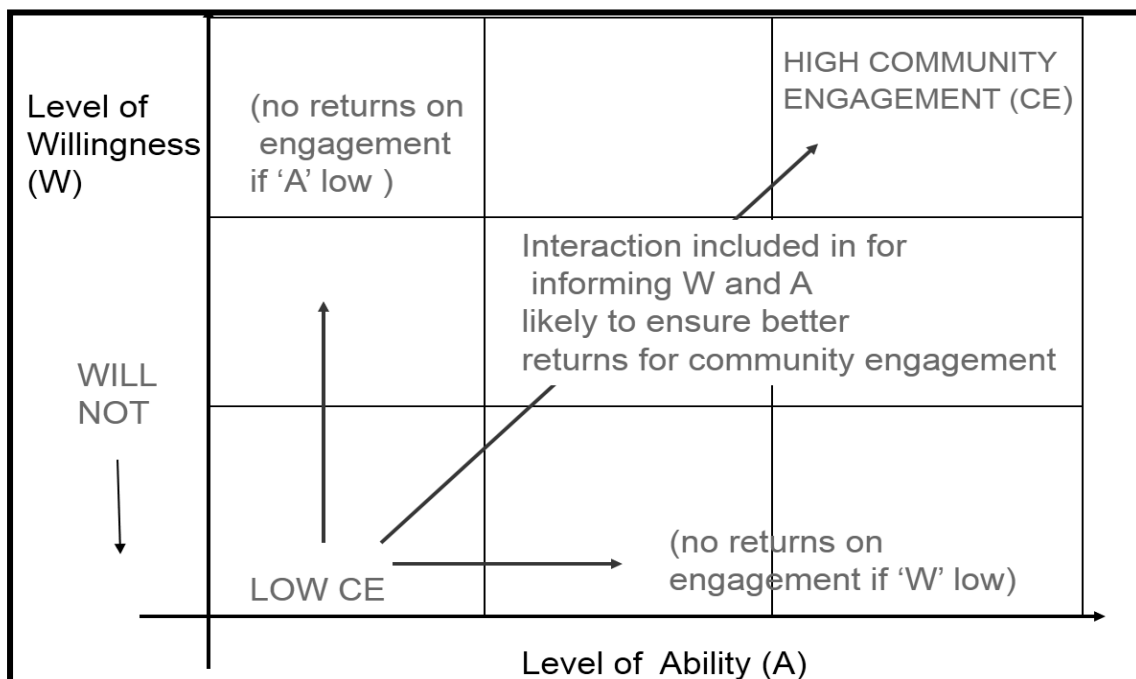 Level of
Willingness
(W)
(no returns on
engagement
if ‘A’ low )
HIGH COMMUNITY
ENGAGEMENT (CE)
Interaction included in for
informing W and A
likely to ensure better
returns for community engagement
WILL
NOT
(no returns on
engagement if ‘W’ low)
LOW CE
Level of Ability (A)